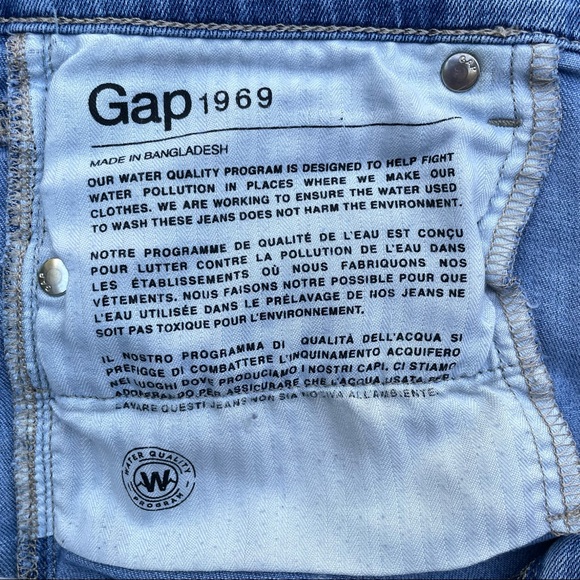 Gap 1969
MADE IN BANGLADESH
OUR WATER QUALITY PROGRAM IS DESIGNED TO HELP FIGHT
WATER POLLUTION IN PLACES WHERE WE MAKE OUR
CLOTHES. WE ARE WORKING TO ENSURE THE WATER USED
TO WASH THESE JEANS DOES NOT HARM THE ENVIRONMENT.
NOTRE PROGRAMME DE QUALITÉ DE L'EAU EST CONÇU
POUR LUTTER CONTRE LA POLLUTION DE L'EAU DANS
LES ÉTABLISSEMENTS OÙ NOUS FABRIQUONS NOS
VÊTEMENTS. NOUS FAISONS NOTRE POSSIBLE POUR QUE
L'EAU UTILISÉE DANS LE PRÉLAVAGE DE NOS JEANS NE
SOIT PAS TOXIQUE POUR L'ENVIRONNEMENT.
IL NOSTRO PROGRAMMA DI QUALITÀ DELL'ACQUA SI
PREFIGGE DI COMBATTERE L'INQUINAMENTO ACQUIFERO
NEI LUOGHI DOVE PRODUCIAMO I NOSTRI CAPI. CI STIAMO
PER ASSICURARE CHE L'ACQUA USATA PER
LAVARE QUESTI JEANS NON SIA NOCIVA ALL'AMBIENTE.
WATER QUALITY
W
PROGRAM
GAP